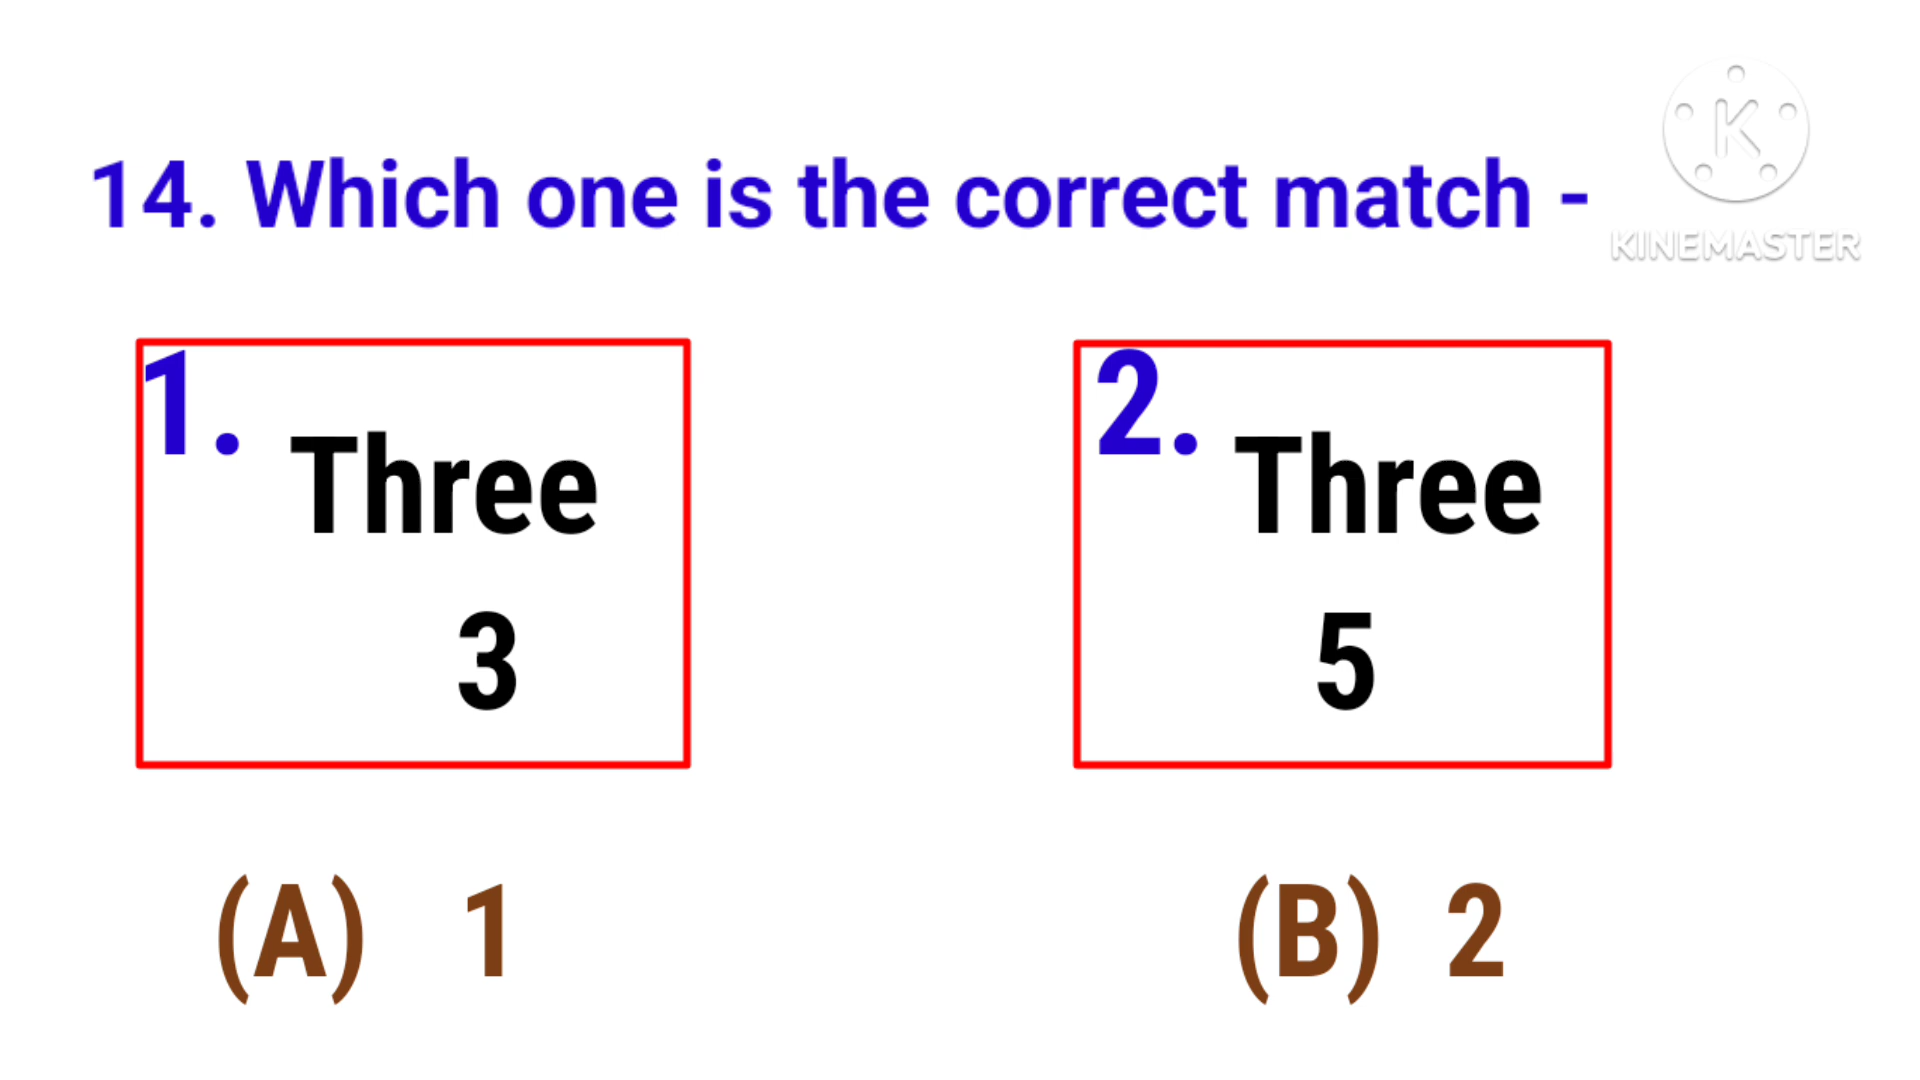 14. Which one is the correct match -
K
KINEMASTER
1. Three
3
2. Three
5
(A) 1
(B) 2